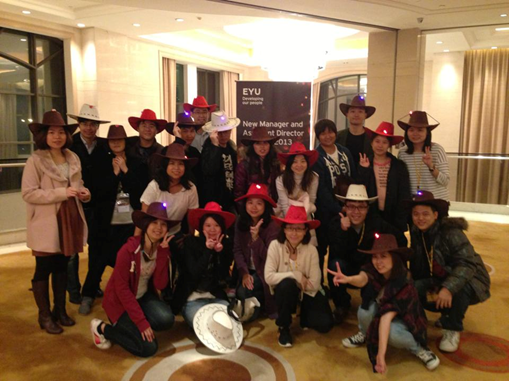 EYU
Developing
our people
New Manager and
Assistant Director
2013